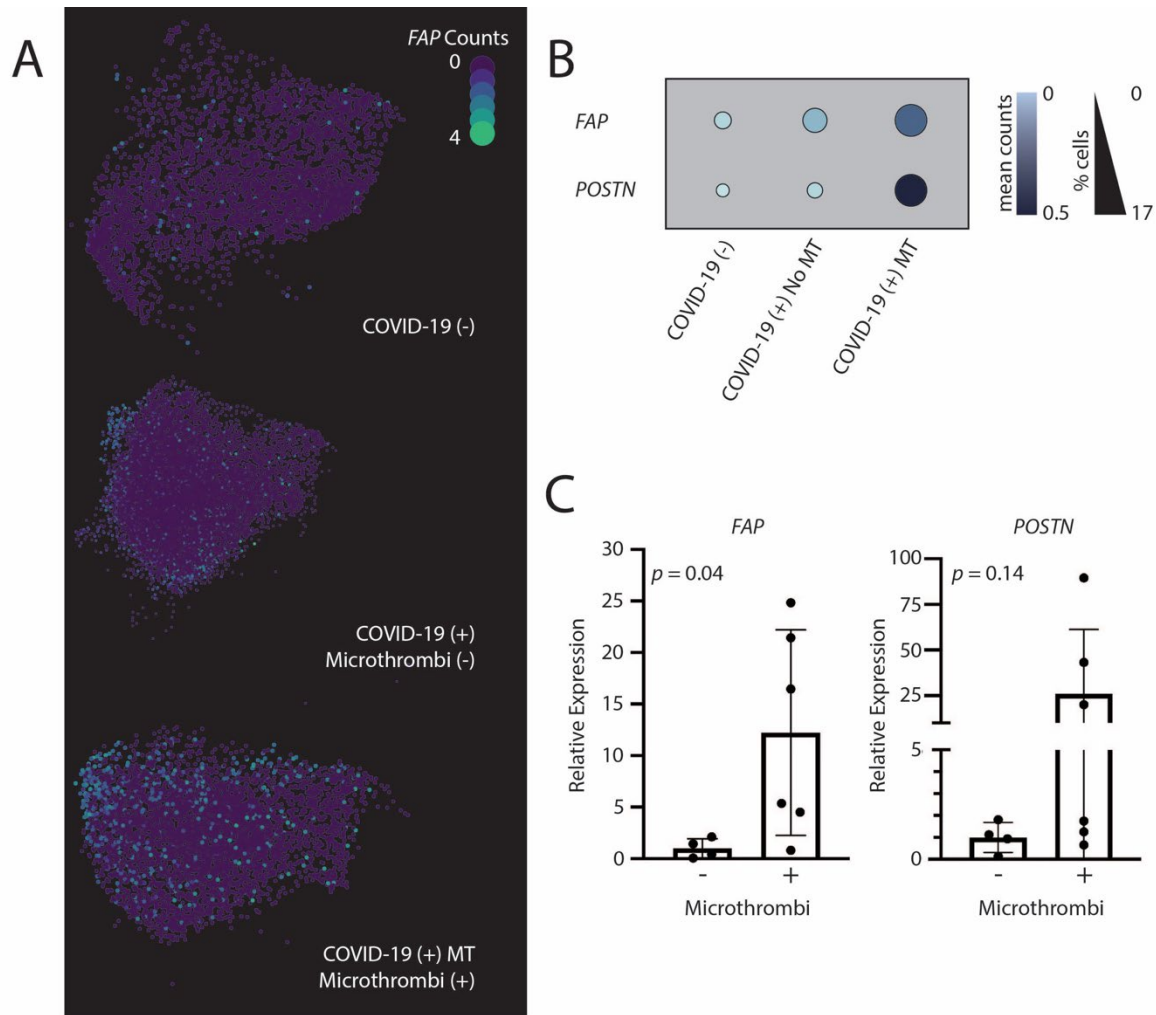 A
FAP Counts
0
4
COVID-19 (-)
COVID-19 (+)
Microthrombi (-)
COVID-19 (+) MT
Microthrombi (+)
B
FAP
POSTN
COVID-19 (-)
COVID-19 (+) No MT
COVID-19 (+) MT
mean counts
0
0.5
% cells
0
17
C
FAP
p = 0.04
Relative Expression
30
25
20
15
10
5
0
- +
Microthrombi
POSTN
p = 0.14
Relative Expression
100
75
50
25
5
0
- +
Microthrombi